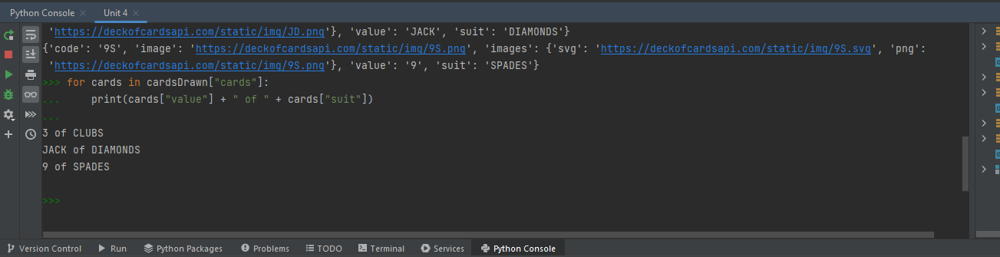 Python Console × Unit 4 ×
'https://deckofcardsapi.com/static/img/JD.png'}, 'value': 'JACK', 'suit': 'DIAMONDS'}
{'code': '9S', 'image': 'https://deckofcardsapi.com/static/img/9S.png', 'images': {'svg': 'https://deckofcardsapi.com/static/img/9S.svg', 'png':
'https://deckofcardsapi.com/static/img/9S.png'}, 'value': '9', 'suit': 'SPADES'}
>>> for cards in cardsDrawn["cards"]:
...     print(cards["value"] + " of " + cards["suit"])
...
3 of CLUBS
JACK of DIAMONDS
9 of SPADES
>>>
Version Control Run Python Packages Problems TODO Terminal Services Python Console